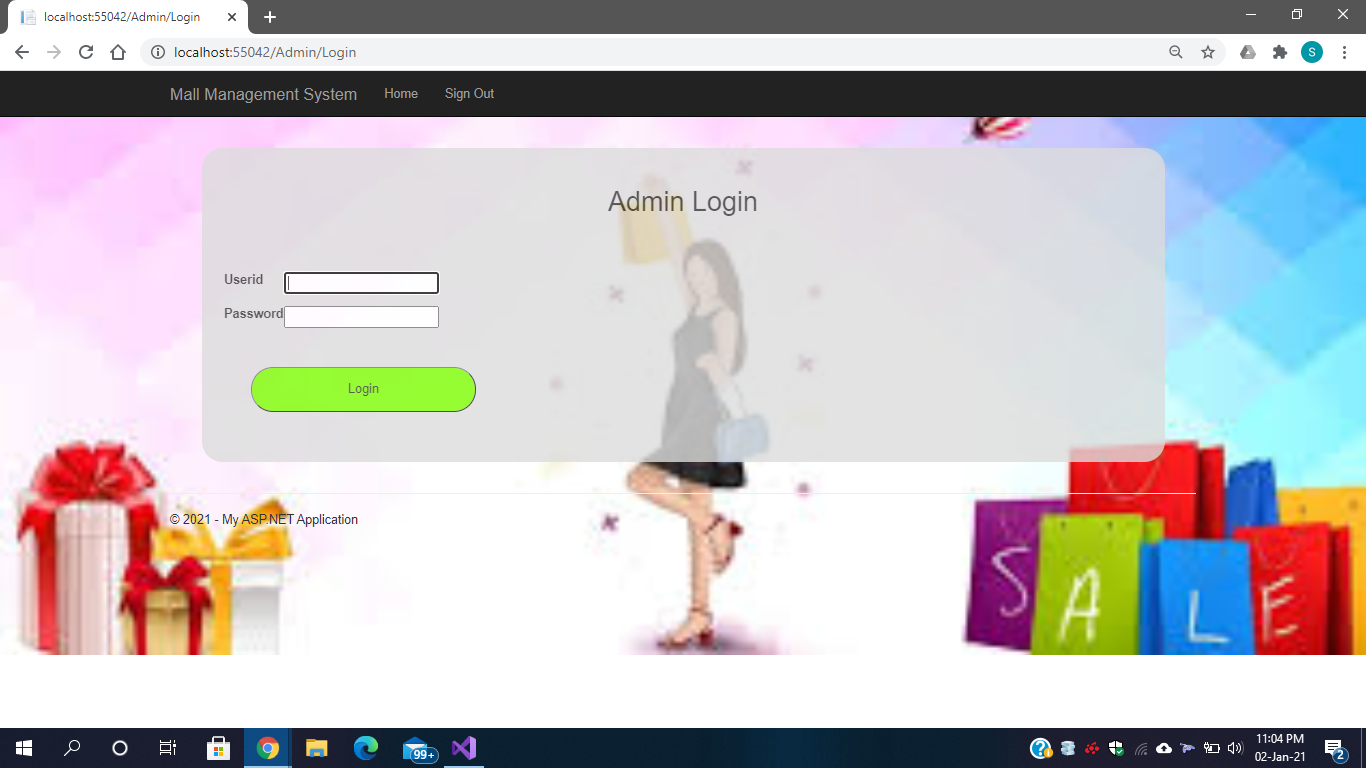 localhost:55042/Admin/Login
localhost:55042/Admin/Login
S
Mall Management System Home Sign Out
Admin Login
Userid
Password
Login
© 2021 - My ASP.NET Application
S A L E
99+
11:04 PM
02-Jan-21
2